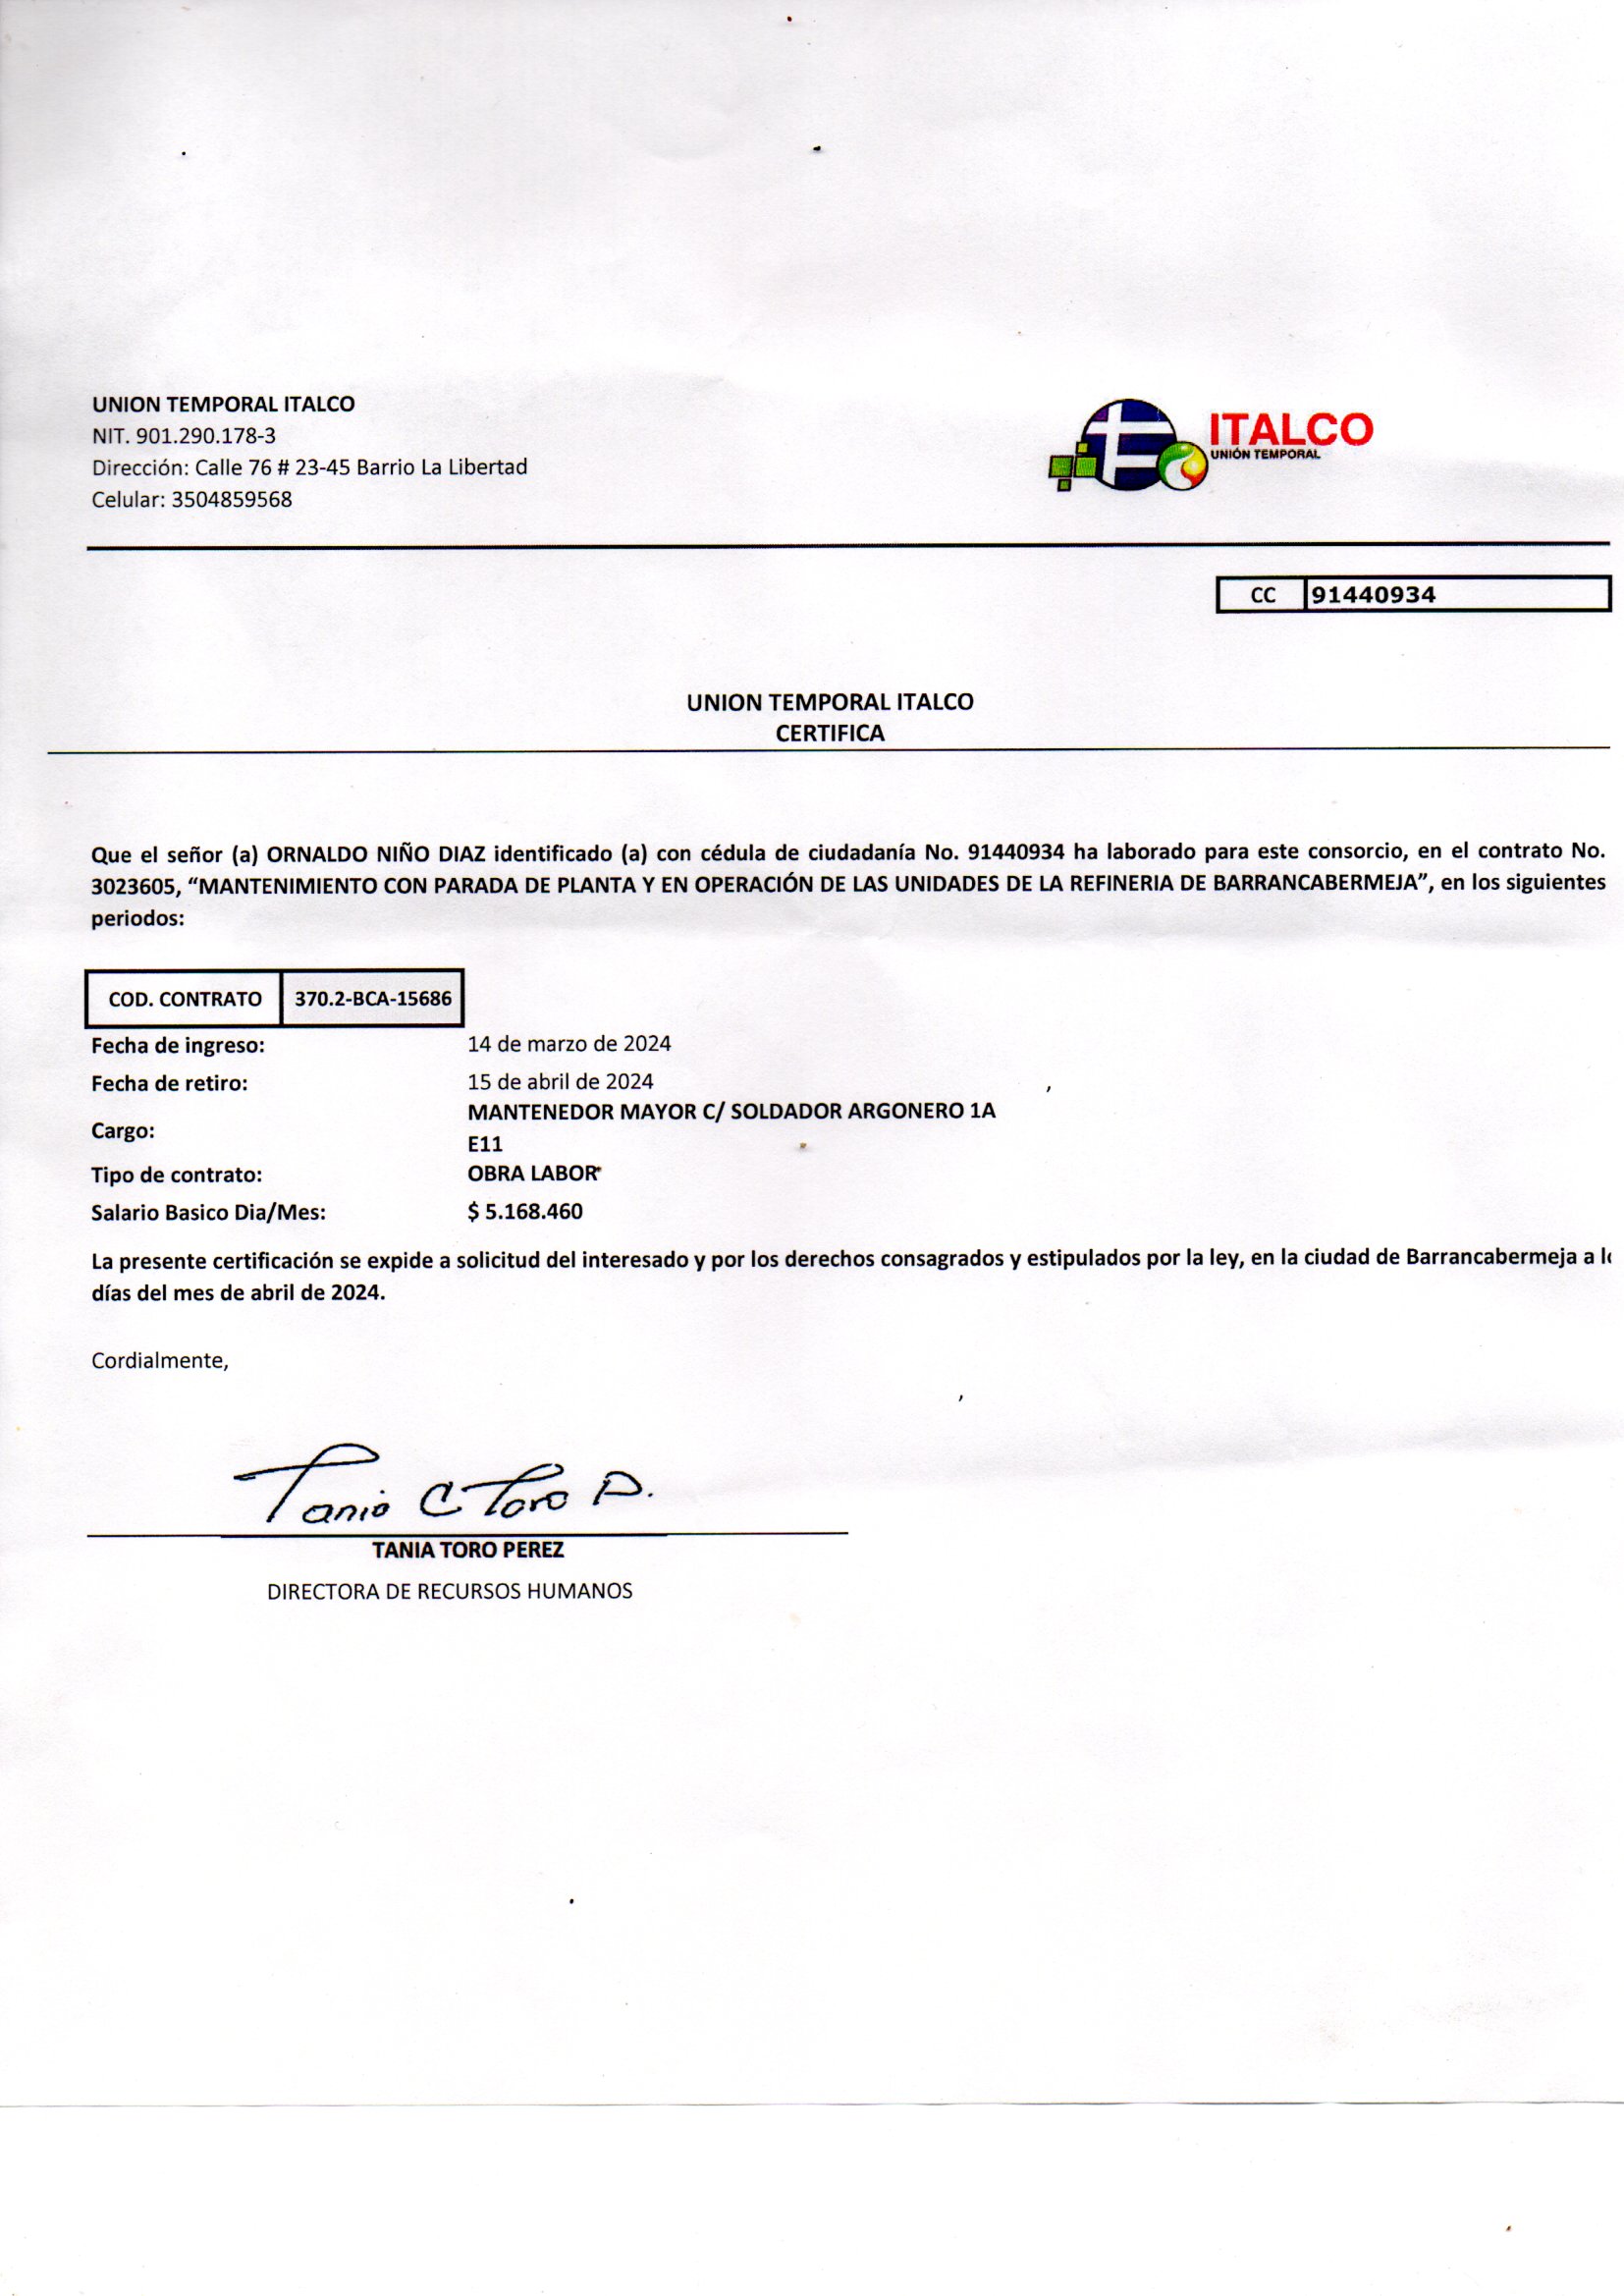 UNION TEMPORAL ITALCO
NIT. 901.290.178-3
Dirección: Calle 76 # 23-45 Barrio La Libertad
Celular: 3504859568
ITALCO
UNIÓN TEMPORAL
CC 91440934
UNION TEMPORAL ITALCO
CERTIFICA
Que el señor (a) ORNALDO NIÑO DIAZ identificado (a) con cédula de ciudadanía No. 91440934 ha laborado para este consorcio, en el contrato No.
3023605, “MANTENIMIENTO CON PARADA DE PLANTA Y EN OPERACIÓN DE LAS UNIDADES DE LA REFINERIA DE BARRANCABERMEJA”, en los siguientes
periodos:
COD. CONTRATO 370.2-BCA-15686
Fecha de ingreso: 14 de marzo de 2024
Fecha de retiro: 15 de abril de 2024
Cargo: MANTENEDOR MAYOR C/ SOLDADOR ARGONERO 1A
E11
Tipo de contrato: OBRA LABOR
Salario Basico Dia/Mes: $ 5.168.460
La presente certificación se expide a solicitud del interesado y por los derechos consagrados y estipulados por la ley, en la ciudad de Barrancabermeja a
días del mes de abril de 2024.
Cordialmente,
Tania C Toro P.
TANIA TORO PEREZ
DIRECTORA DE RECURSOS HUMANOS